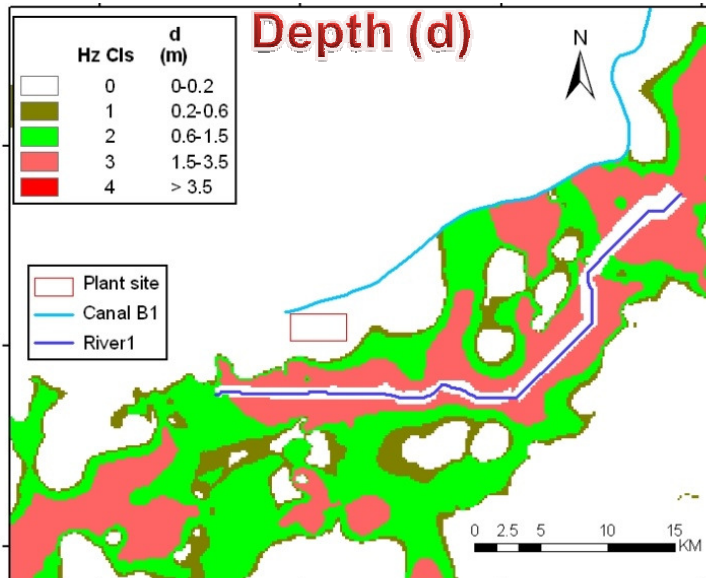 Depth (d)
Hz Cls d (m)
0 0-0.2
1 0.2-0.6
2 0.6-1.5
3 1.5-3.5
4 > 3.5
N
Plant site
Canal B1
River1
0 2.5 5 10 15
KM